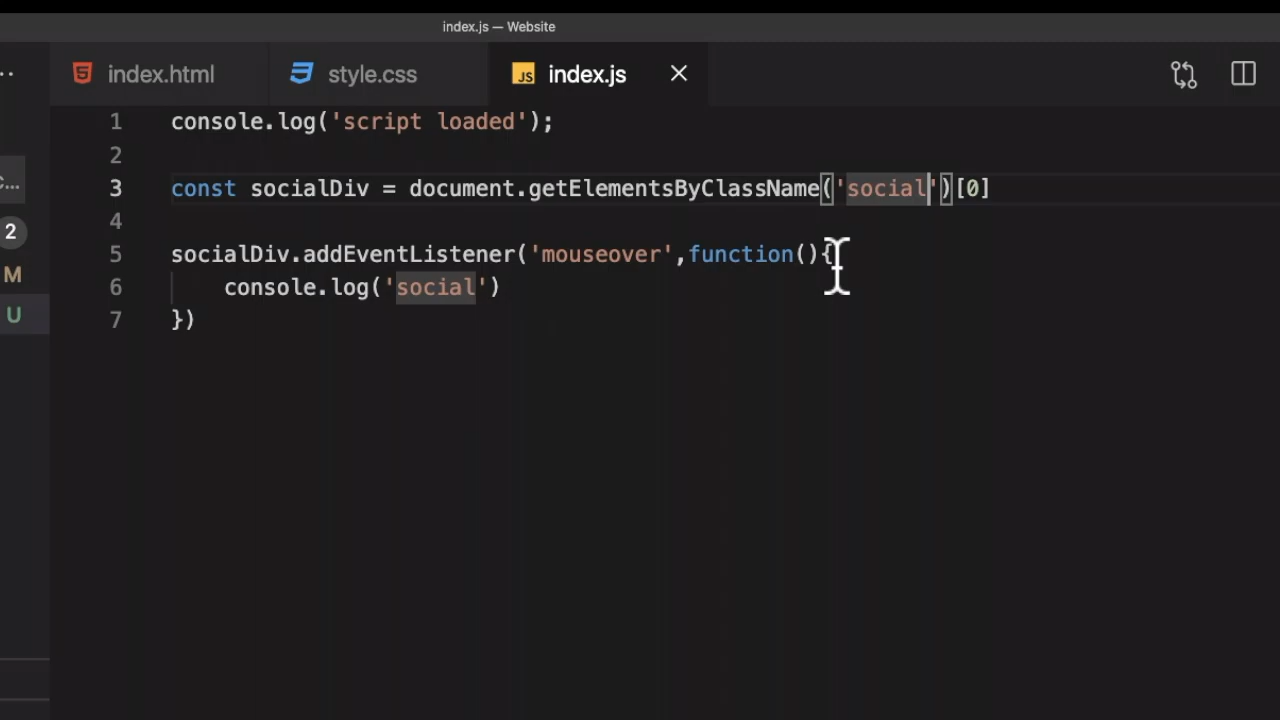 index.js — Website
index.html
style.css
JS index.js
1 console.log('script loaded');
2
3 const socialDiv = document.getElementsByClassName('social')[0]
4
5 socialDiv.addEventListener('mouseover',function(){
6 console.log('social')
7 })
c...
2
M
U